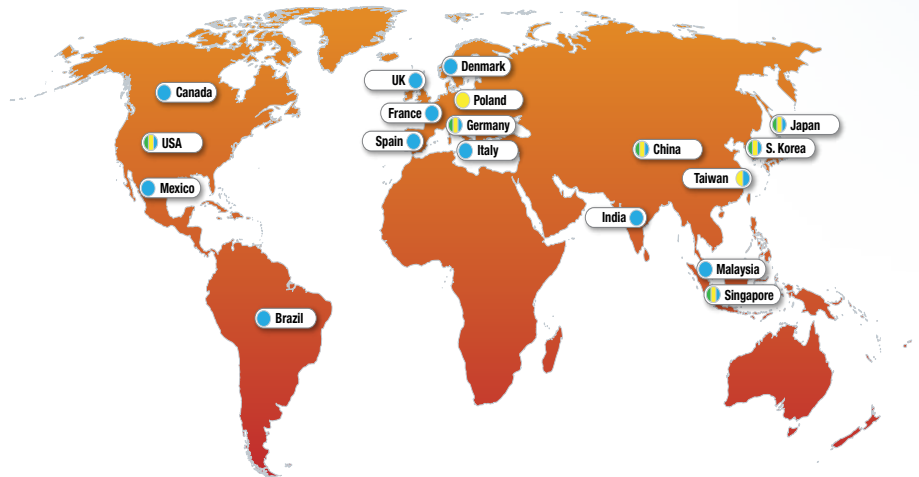 Denmark
UK
Canada
Poland
France
Germany
Japan
USA
Spain
Italy
China
S. Korea
Taiwan
Mexico
India
Malaysia
Singapore
Brazil